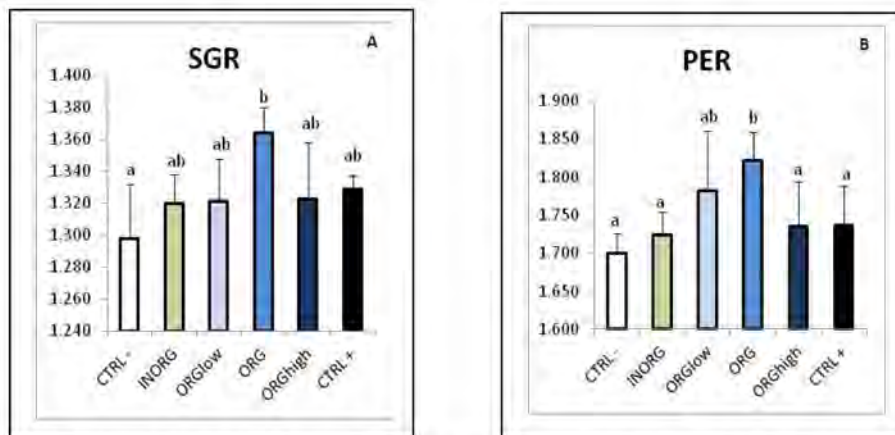 A
SGR
1.400
1.380
1.360
1.340
1.320
1.300
1.280
1.260
1.240
a
ab
ab
b
ab
ab
CTRL-
INORG
ORGlow
ORG
ORGhigh
CTRL+
B
PER
1.900
1.850
1.800
1.750
1.700
1.650
1.600
a
a
ab
b
a
a
CTRL-
INORG
ORGlow
ORG
ORGhigh
CTRL+